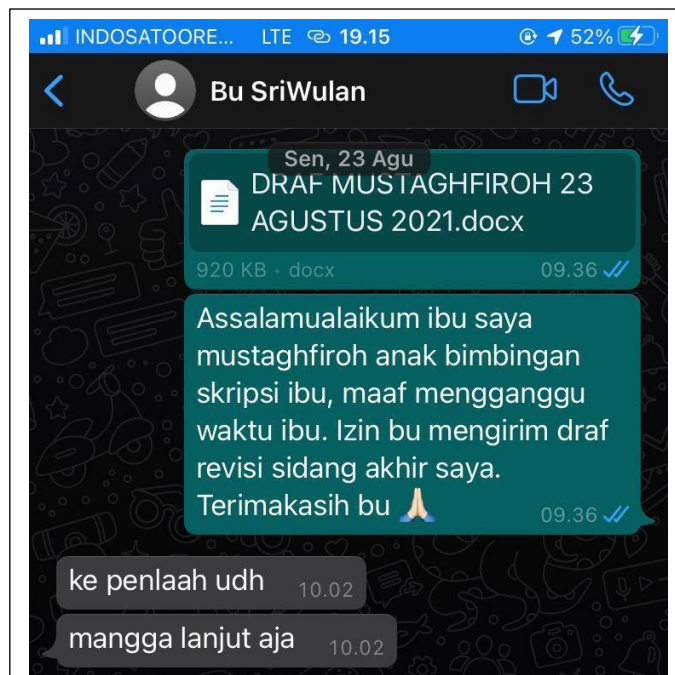 INDOSATOORE... LTE 19.15 52%
Bu SriWulan
Sen, 23 Agu
DRAF MUSTAGHFIROH 23
AGUSTUS 2021.docx
920 KB · docx 09.36
Assalamualaikum ibu saya
mustaghfiroh anak bimbingan
skripsi ibu, maaf mengganggu
waktu ibu. Izin bu mengirim draf
revisi sidang akhir saya.
Terimakasih bu 🙏🏻 09.36
ke penlaah udh 10.02
mangga lanjut aja 10.02